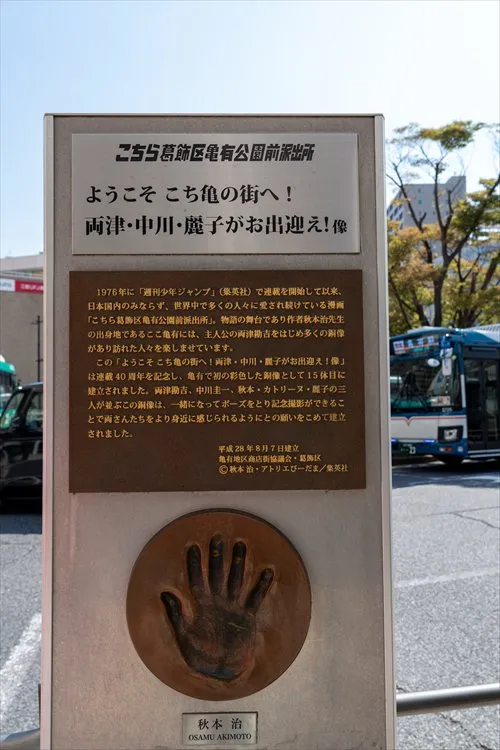 こちら葛飾区亀有公園前派出所
ようこそ こち亀の街へ!
両津・中川・麗子がお出迎え!像
1976年に「週刊少年ジャンプ」(集英社)で連載を開始して以来、
日本国内のみならず、世界中で多くの人々に愛され続けている漫画
「こちら葛飾区亀有公園前派出所」。物語の舞台であり作者秋本治先生
の出身地であるここ亀有には、主人公の両津勘吉をはじめ多くの銅像
があり訪れた人々を楽しませています。
この「ようこそ こち亀の街へ!両津・中川・麗子がお出迎え!像」
は連載40周年を記念し、亀有で初の彩色した銅像として15体目に
建立されました。両津勘吉、中川圭一、秋本・カトリーヌ・麗子の三
人が並ぶこの銅像は、一緒になってポーズをとり記念撮影ができるこ
とで両さんたちをより身近に感じられるようにとの願いをこめて建立
されました。
平成28年8月7日建立
亀有地区商店街協議会・葛飾区
©秋本 治・アトリエびーだま/集英社
秋本 治
OSAMU AKIMOTO
23